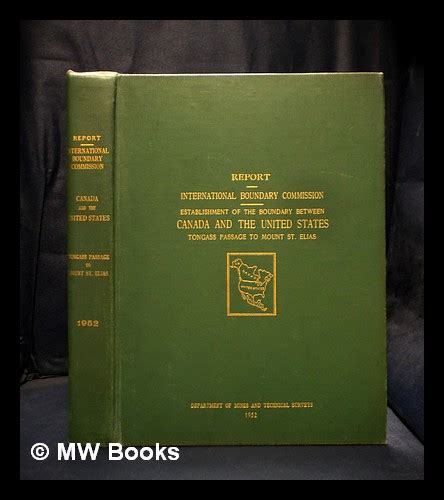 REPORT
INTERNATIONAL
BOUNDARY
COMMISSION
CANADA
AND THE
UNITED STATES
TONGASS PASSAGE
TO
MOUNT ST. ELIAS
1952
REPORT
INTERNATIONAL BOUNDARY COMMISSION
ESTABLISHMENT OF THE BOUNDARY BETWEEN
CANADA AND THE UNITED STATES
TONGASS PASSAGE TO MOUNT ST. ELIAS
DEPARTMENT OF MINES AND TECHNICAL SURVEYS
1952
© MW Books